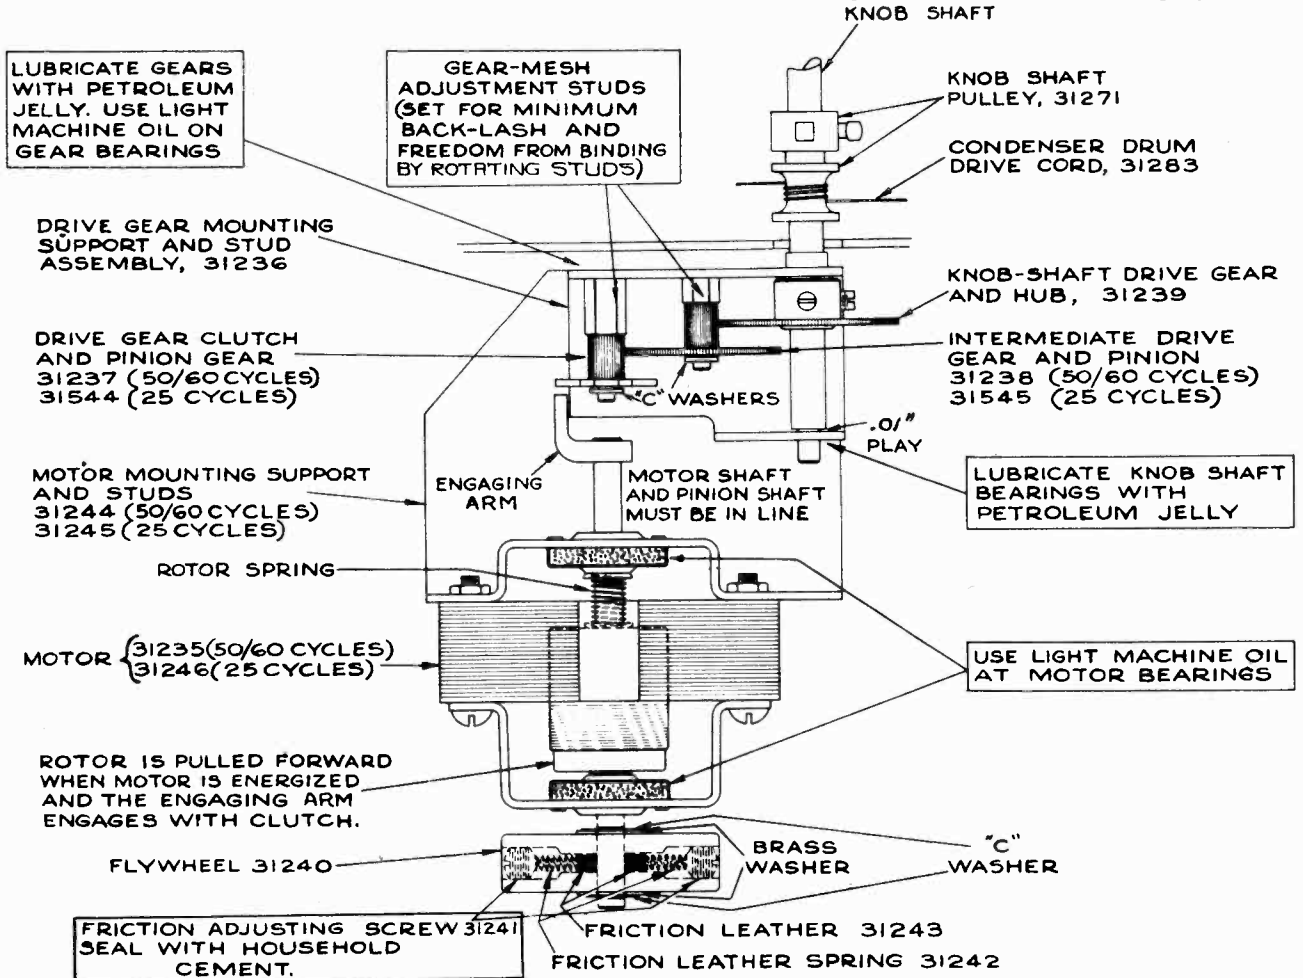 KNOB SHAFT
LUBRICATE GEARS
WITH PETROLEUM
JELLY. USE LIGHT
MACHINE OIL ON
GEAR BEARINGS
GEAR-MESH
ADJUSTMENT STUDS
(SET FOR MINIMUM
BACK-LASH AND
FREEDOM FROM BINDING
BY ROTATING STUDS)
KNOB SHAFT
PULLEY, 31271
CONDENSER DRUM
DRIVE CORD, 31283
DRIVE GEAR MOUNTING
SUPPORT AND STUD
ASSEMBLY, 31236
KNOB-SHAFT DRIVE GEAR
AND HUB, 31239
DRIVE GEAR CLUTCH
AND PINION GEAR
31237 (50/60 CYCLES)
31544 (25 CYCLES)
"C" WASHERS
INTERMEDIATE DRIVE
GEAR AND PINION
31238 (50/60 CYCLES)
31545 (25 CYCLES)
.01"
PLAY
MOTOR MOUNTING SUPPORT
AND STUDS
31244 (50/60 CYCLES)
31245 (25 CYCLES)
ENGAGING
ARM
MOTOR SHAFT
AND PINION SHAFT
MUST BE IN LINE
LUBRICATE KNOB SHAFT
BEARINGS WITH
PETROLEUM JELLY
ROTOR SPRING
MOTOR { 31235 (50/60 CYCLES)
31246 (25 CYCLES)
USE LIGHT MACHINE OIL
AT MOTOR BEARINGS
ROTOR IS PULLED FORWARD
WHEN MOTOR IS ENERGIZED
AND THE ENGAGING ARM
ENGAGES WITH CLUTCH.
FLYWHEEL 31240
BRASS
WASHER
"C"
WASHER
FRICTION ADJUSTING SCREW 31241
SEAL WITH HOUSEHOLD
CEMENT.
FRICTION LEATHER 31243
FRICTION LEATHER SPRING 31242